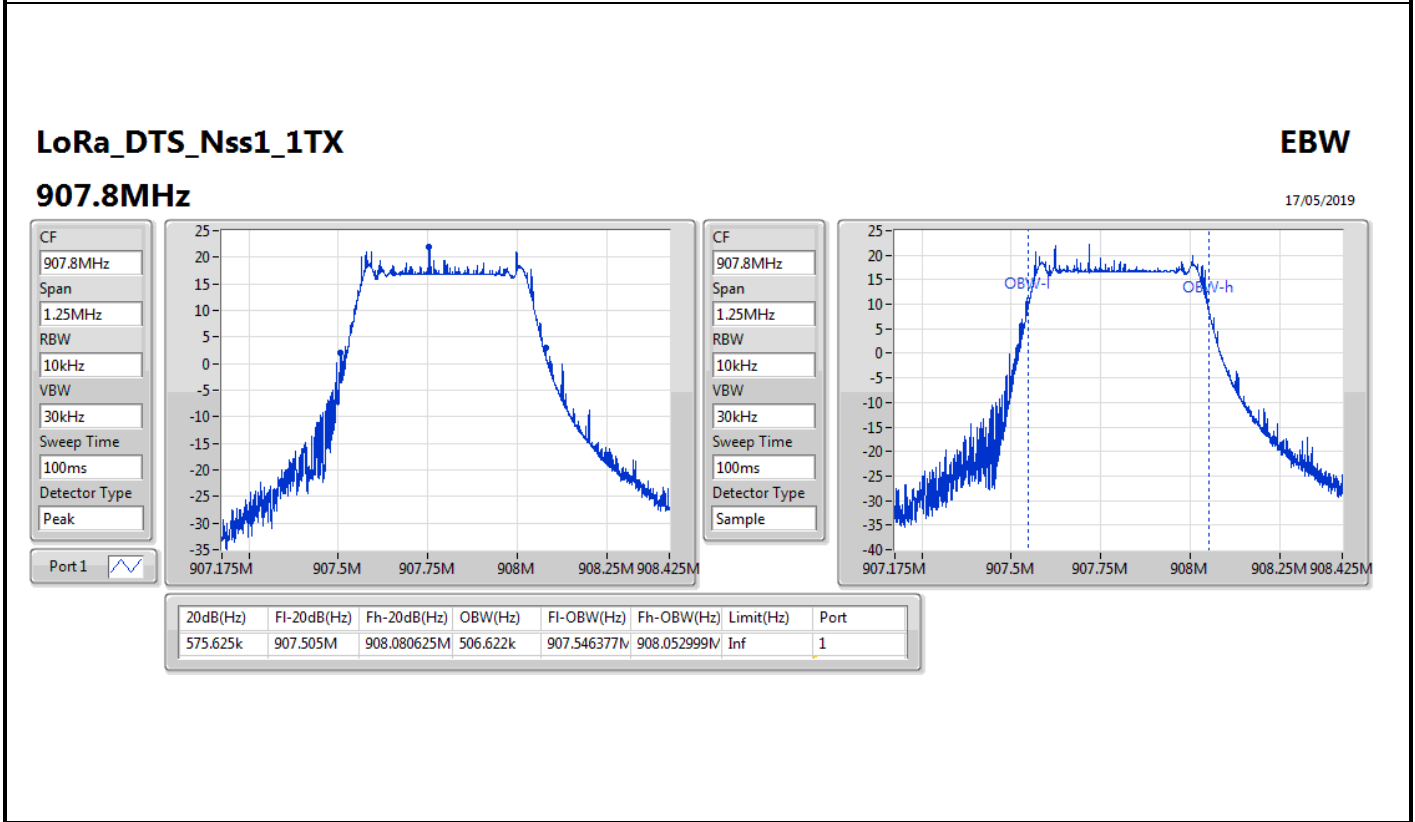 LoRa_DTS_Nss1_1TX
EBW
907.8MHz
17/05/2019
CF
907.8MHz
Span
1.25MHz
RBW
10kHz
VBW
30kHz
Sweep Time
100ms
Detector Type
Peak
Port 1
25
20
15
10
5
0
-5
-10
-15
-20
-25
-30
-35
907.175M 907.5M 907.75M 908M 908.25M 908.425M
CF
907.8MHz
Span
1.25MHz
RBW
10kHz
VBW
30kHz
Sweep Time
100ms
Detector Type
Sample
25
20
15
10
5
0
-5
-10
-15
-20
-25
-30
-35
-40
OBW-l
OBW-h
907.175M 907.5M 907.75M 908M 908.25M 908.425M
20dB(Hz) Fl-20dB(Hz) Fh-20dB(Hz) OBW(Hz) Fl-OBW(Hz) Fh-OBW(Hz) Limit(Hz) Port
575.625k 907.505M 908.080625M 506.622k 907.546377M 908.052999M Inf 1